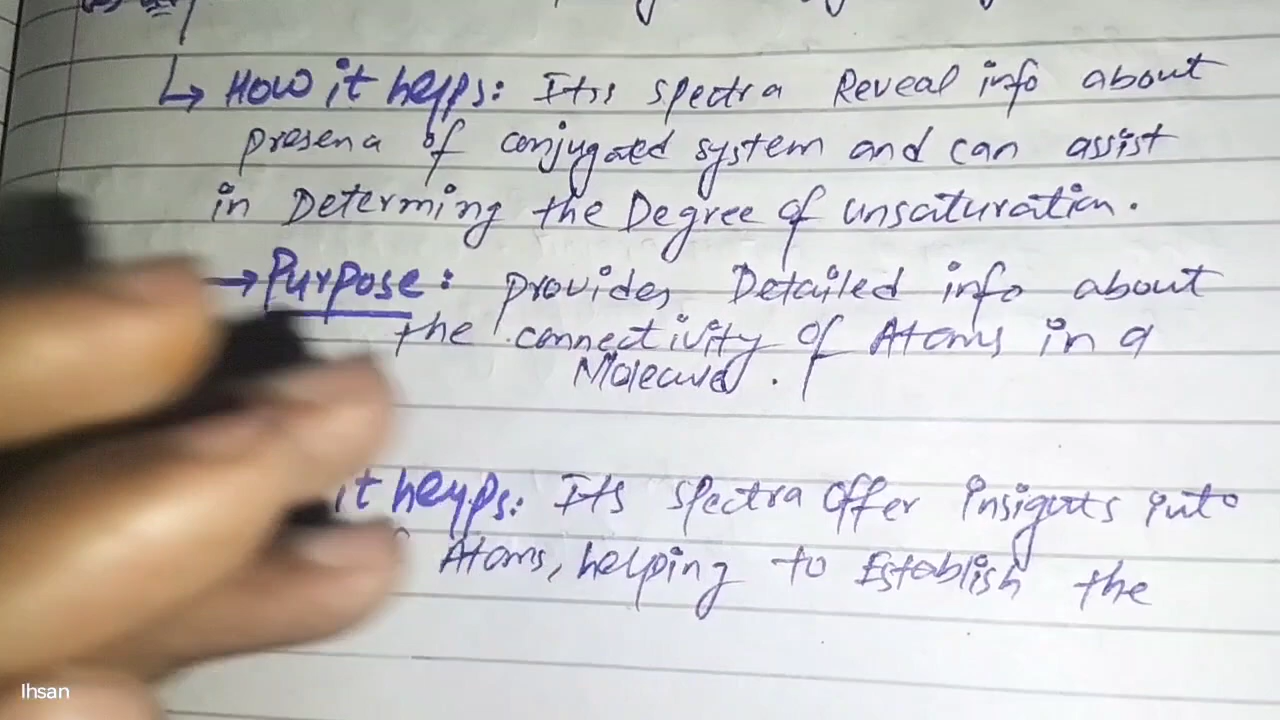 ↳ How it helps: Its spectra Reveal info about
presena of conjugated system and can assist
in Determing the Degree of unsaturation.
→ Purpose: provides Detailed info about
the connectivity of Atoms in a
Molecule.
it helps: Its spectra offer insights into
Atoms, helping to Establish the
Ihsan